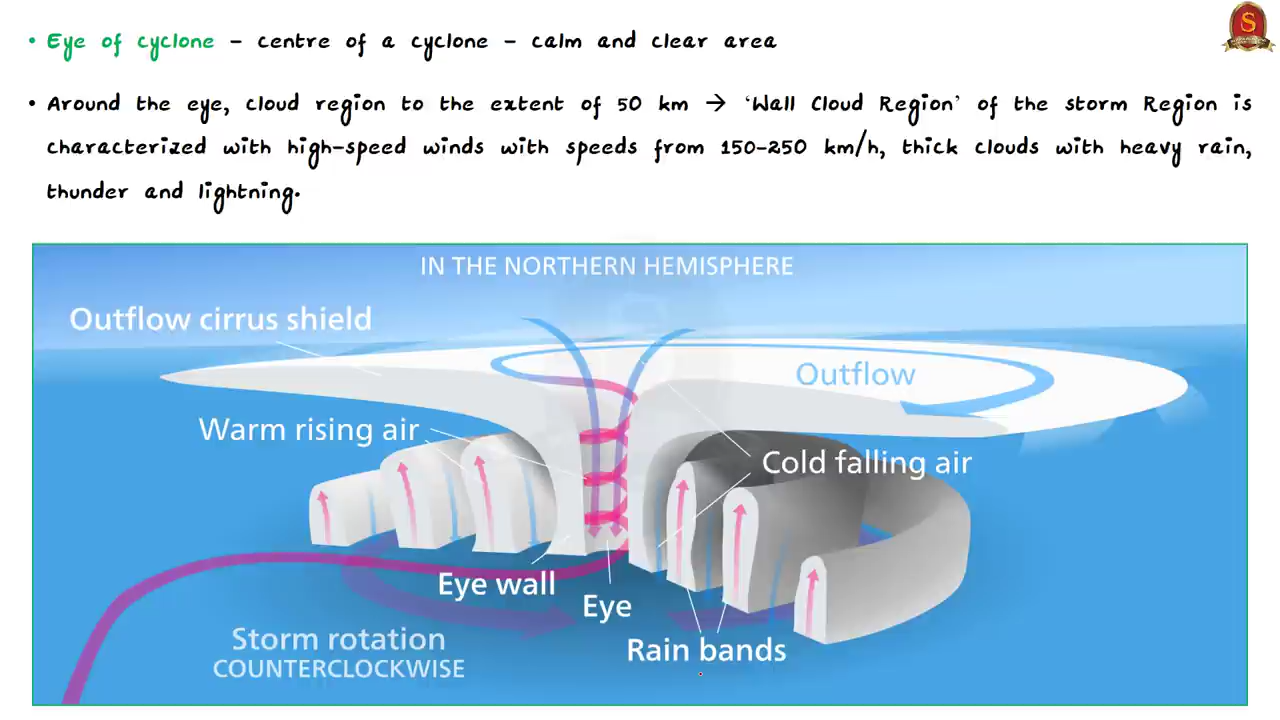 • Eye of cyclone – centre of a cyclone – calm and clear area
• Around the eye, cloud region to the extent of 50 km → ‘Wall Cloud Region’ of the storm Region is
characterized with high-speed winds with speeds from 150-250 km/h, thick clouds with heavy rain,
thunder and lightning.
IN THE NORTHERN HEMISPHERE
Outflow cirrus shield
Outflow
Warm rising air
Cold falling air
Eye wall
Eye
Storm rotation
COUNTERCLOCKWISE
Rain bands
S